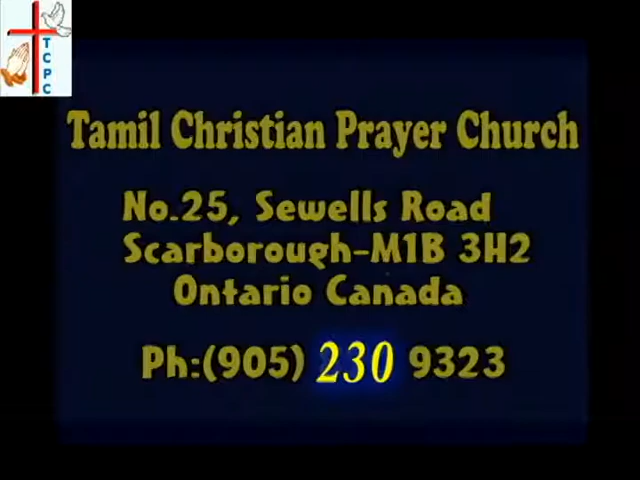 TCPC
Tamil Christian Prayer Church
No.25, Sewells Road
Scarborough-M1B 3H2
Ontario Canada
Ph:(905) 230 9323